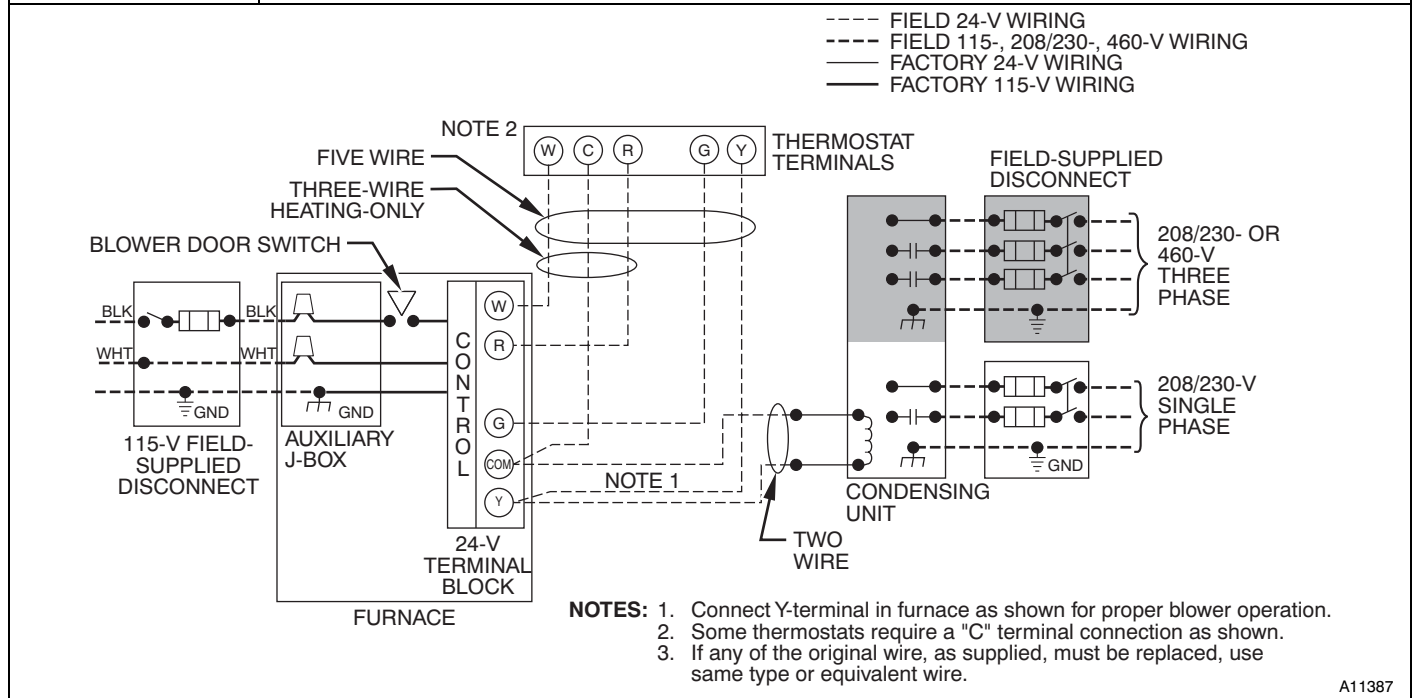 FIELD 24-V WIRING
FIELD 115-, 208/230-, 460-V WIRING
FACTORY 24-V WIRING
FACTORY 115-V WIRING
NOTE 2
W C R G Y
THERMOSTAT
TERMINALS
FIVE WIRE
THREE-WIRE
HEATING-ONLY
BLOWER DOOR SWITCH
FIELD-SUPPLIED
DISCONNECT
208/230- OR
460-V
THREE
PHASE
BLK
BLK
WHT
WHT
GND
GND
115-V FIELD-
SUPPLIED
DISCONNECT
AUXILIARY
J-BOX
CONTROL
W
R
G
COM
Y
24-V
TERMINAL
BLOCK
FURNACE
NOTE 1
TWO
WIRE
CONDENSING
UNIT
208/230-V
SINGLE
PHASE
GND
NOTES: 1. Connect Y-terminal in furnace as shown for proper blower operation.
2. Some thermostats require a "C" terminal connection as shown.
3. If any of the original wire, as supplied, must be replaced, use
same type or equivalent wire.
A11387